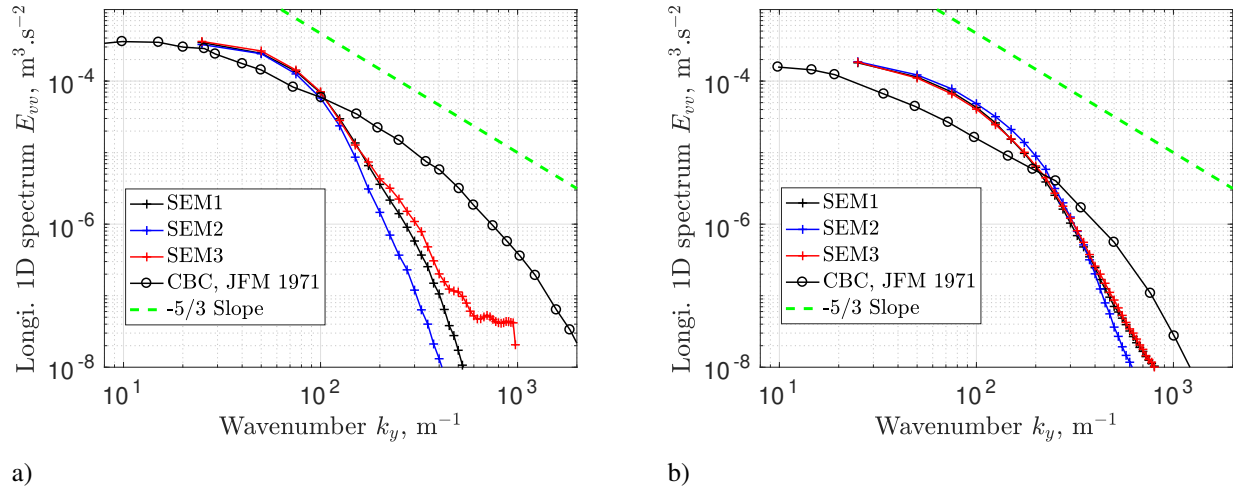 10^-4
10^-6
10^-8
10^1
10^2
10^3
Longi. 1D spectrum E_vv, m^3.s^-2
Wavenumber k_y, m^-1
SEM1
SEM2
SEM3
CBC, JFM 1971
-5/3 Slope
a)
10^-4
10^-6
10^-8
10^1
10^2
10^3
Longi. 1D spectrum E_vv, m^3.s^-2
Wavenumber k_y, m^-1
SEM1
SEM2
SEM3
CBC, JFM 1971
-5/3 Slope
b)